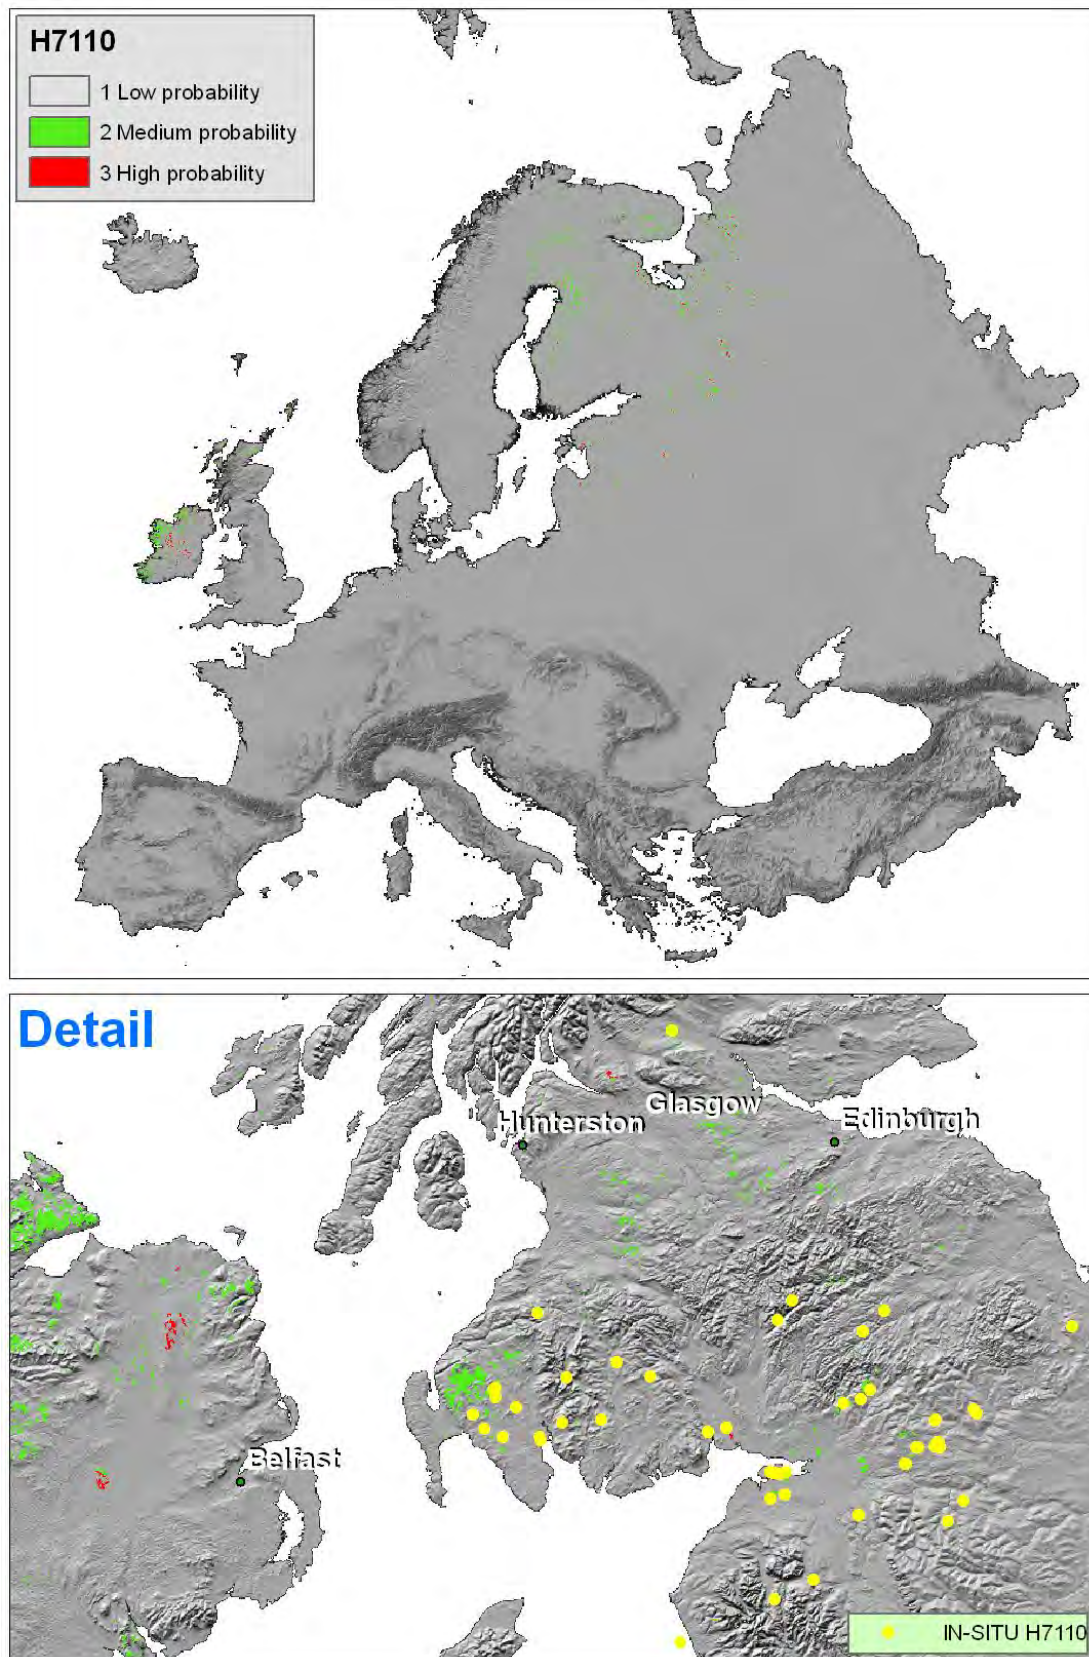 H7110
1 Low probability
2 Medium probability
3 High probability
Detail
Hunterston
Glasgow
Edinburgh
Belfast
IN-SITU H7110